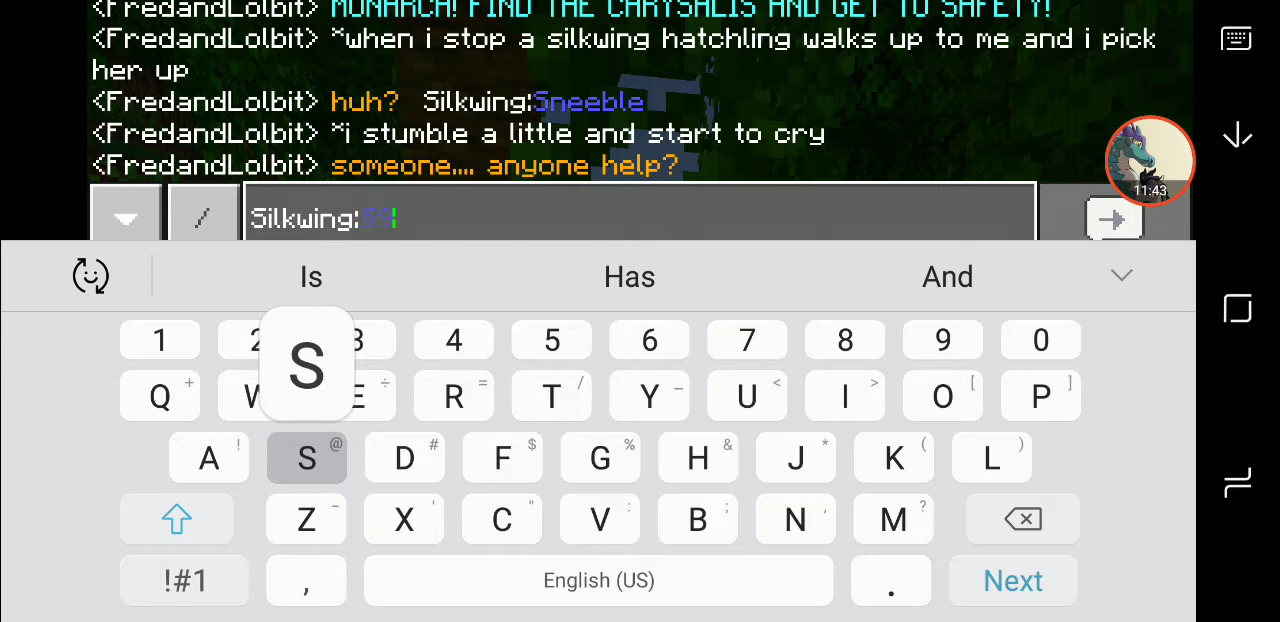 <FredandLolbit> MONARCH! FIND THE CHRYSALIS AND GET TO SAFETY!
<FredandLolbit> *when i stop a silkwing hatchling walks up to me and i pick
her up
<FredandLolbit> huh? Silkwing:Sneeble
<FredandLolbit> *i stumble a little and start to cry
<FredandLolbit> someone.... anyone help?
11:43
/ Silkwing:§9
Is Has And
1 2 3 4 5 6 7 8 9 0
S
Q + W E ÷ R = T / Y _ U < I > O [ P ]
A ! S @ D # F $ G % H & J * K ( L )
Z - X ' C " V : B ; N , M ?
!#1 , English (US) . Next